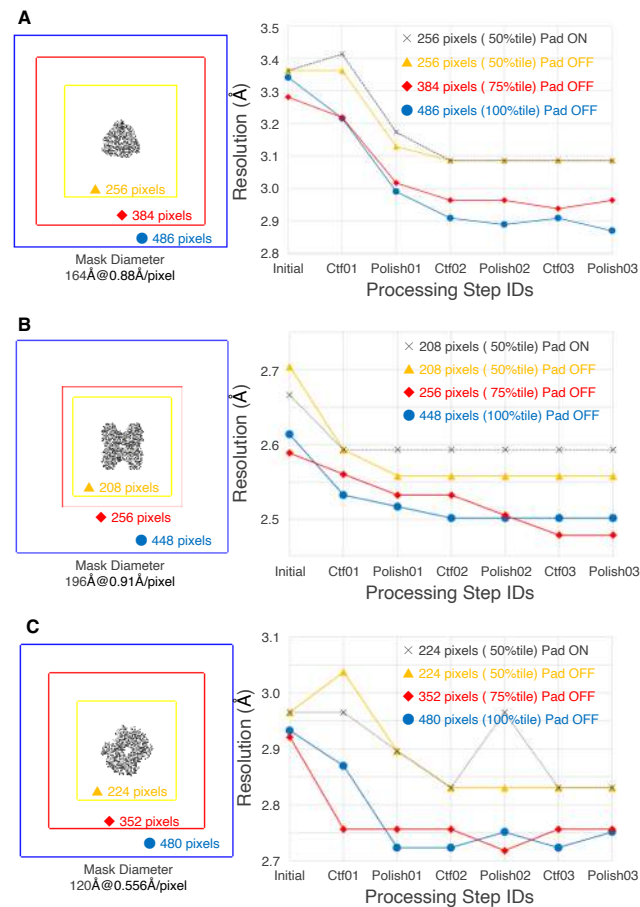 A
256 pixels
384 pixels
486 pixels
Mask Diameter
164Å@0.88Å/pixel
3.5
3.4
3.3
3.2
3.1
3.0
2.9
2.8
Resolution (Å)
256 pixels ( 50%tile) Pad ON
256 pixels ( 50%tile) Pad OFF
384 pixels ( 75%tile) Pad OFF
486 pixels (100%tile) Pad OFF
Initial Ctf01 Polish01 Ctf02 Polish02 Ctf03 Polish03
Processing Step IDs
B
208 pixels
256 pixels
448 pixels
Mask Diameter
196Å@0.91Å/pixel
2.7
2.6
2.5
Resolution (Å)
208 pixels ( 50%tile) Pad ON
208 pixels ( 50%tile) Pad OFF
256 pixels ( 75%tile) Pad OFF
448 pixels (100%tile) Pad OFF
Initial Ctf01 Polish01 Ctf02 Polish02 Ctf03 Polish03
Processing Step IDs
C
224 pixels
352 pixels
480 pixels
Mask Diameter
120Å@0.556Å/pixel
3.1
3.0
2.9
2.8
2.7
Resolution (Å)
224 pixels ( 50%tile) Pad ON
224 pixels ( 50%tile) Pad OFF
352 pixels ( 75%tile) Pad OFF
480 pixels (100%tile) Pad OFF
Initial Ctf01 Polish01 Ctf02 Polish02 Ctf03 Polish03
Processing Step IDs